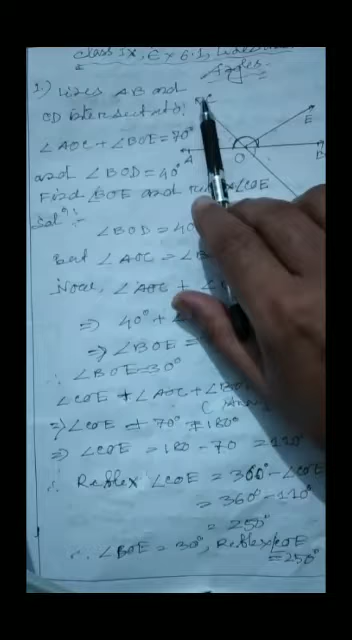 Class IX, Ex 6.1, Lines and
Angles.
1.) Lines AB and
CD intersect at O.
∠AOC + ∠BOE = 70°
and ∠BOD = 40°
Find ∠BOE and ∠COE
Solⁿ:-
C
E
A
O
∠BOD = 40
But ∠AOC = ∠B
Now, ∠AOC +
⇒ 40° +
⇒ ∠BOE =
∴ ∠BOE = 30°
∠COE + ∠AOC + ∠BO
⇒ ∠COE + 70° = 180°
⇒ ∠COE = 180 - 70 = 110°
∴ Reflex ∠COE = 360° - ∠COE
= 360° - 110°
= 250°
∴ ∠BOE = 30°, Reflex ∠COE
= 250°